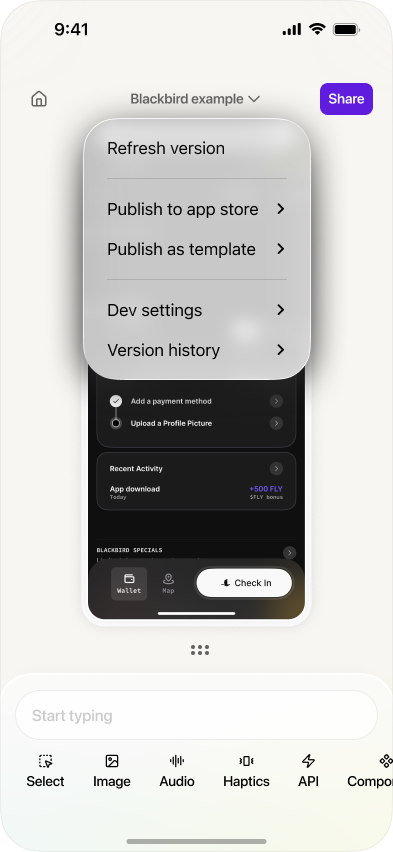 9:41
Blackbird example
Share
Refresh version
Publish to app store
Publish as template
Dev settings
Version history
Add a payment method
Upload a Profile Picture
Recent Activity
App download
+500 FLY
Today
$FLY bonus
BLACKBIRD SPECIALS
Wallet
Map
Check In
Start typing
Select
Image
Audio
Haptics
API
Compon